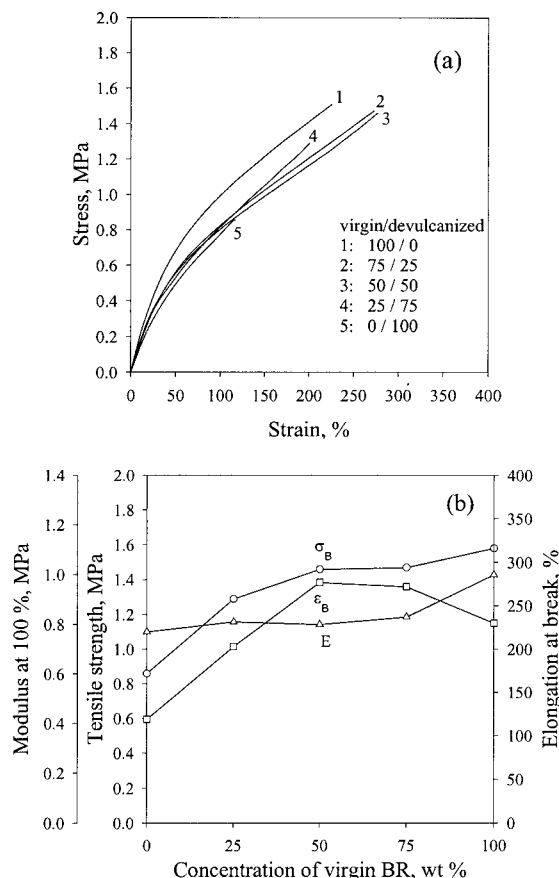 (a)
Stress, MPa
2.0
1.8
1.6
1.4
1.2
1.0
0.8
0.6
0.4
0.2
0.0
1
2
3
4
5
virgin/devulcanized
1: 100 / 0
2: 75 / 25
3: 50 / 50
4: 25 / 75
5: 0 / 100
0 50 100 150 200 250 300 350 400
Strain, %
(b)
Modulus at 100 %, MPa
1.4
1.2
1.0
0.8
0.6
0.4
0.2
0.0
Tensile strength, MPa
2.0
1.8
1.6
1.4
1.2
1.0
0.8
0.6
0.4
0.2
0.0
σB
εB
E
400
350
300
250
200
150
100
50
0
Elongation at break, %
0 25 50 75 100
Concentration of virgin BR, wt %